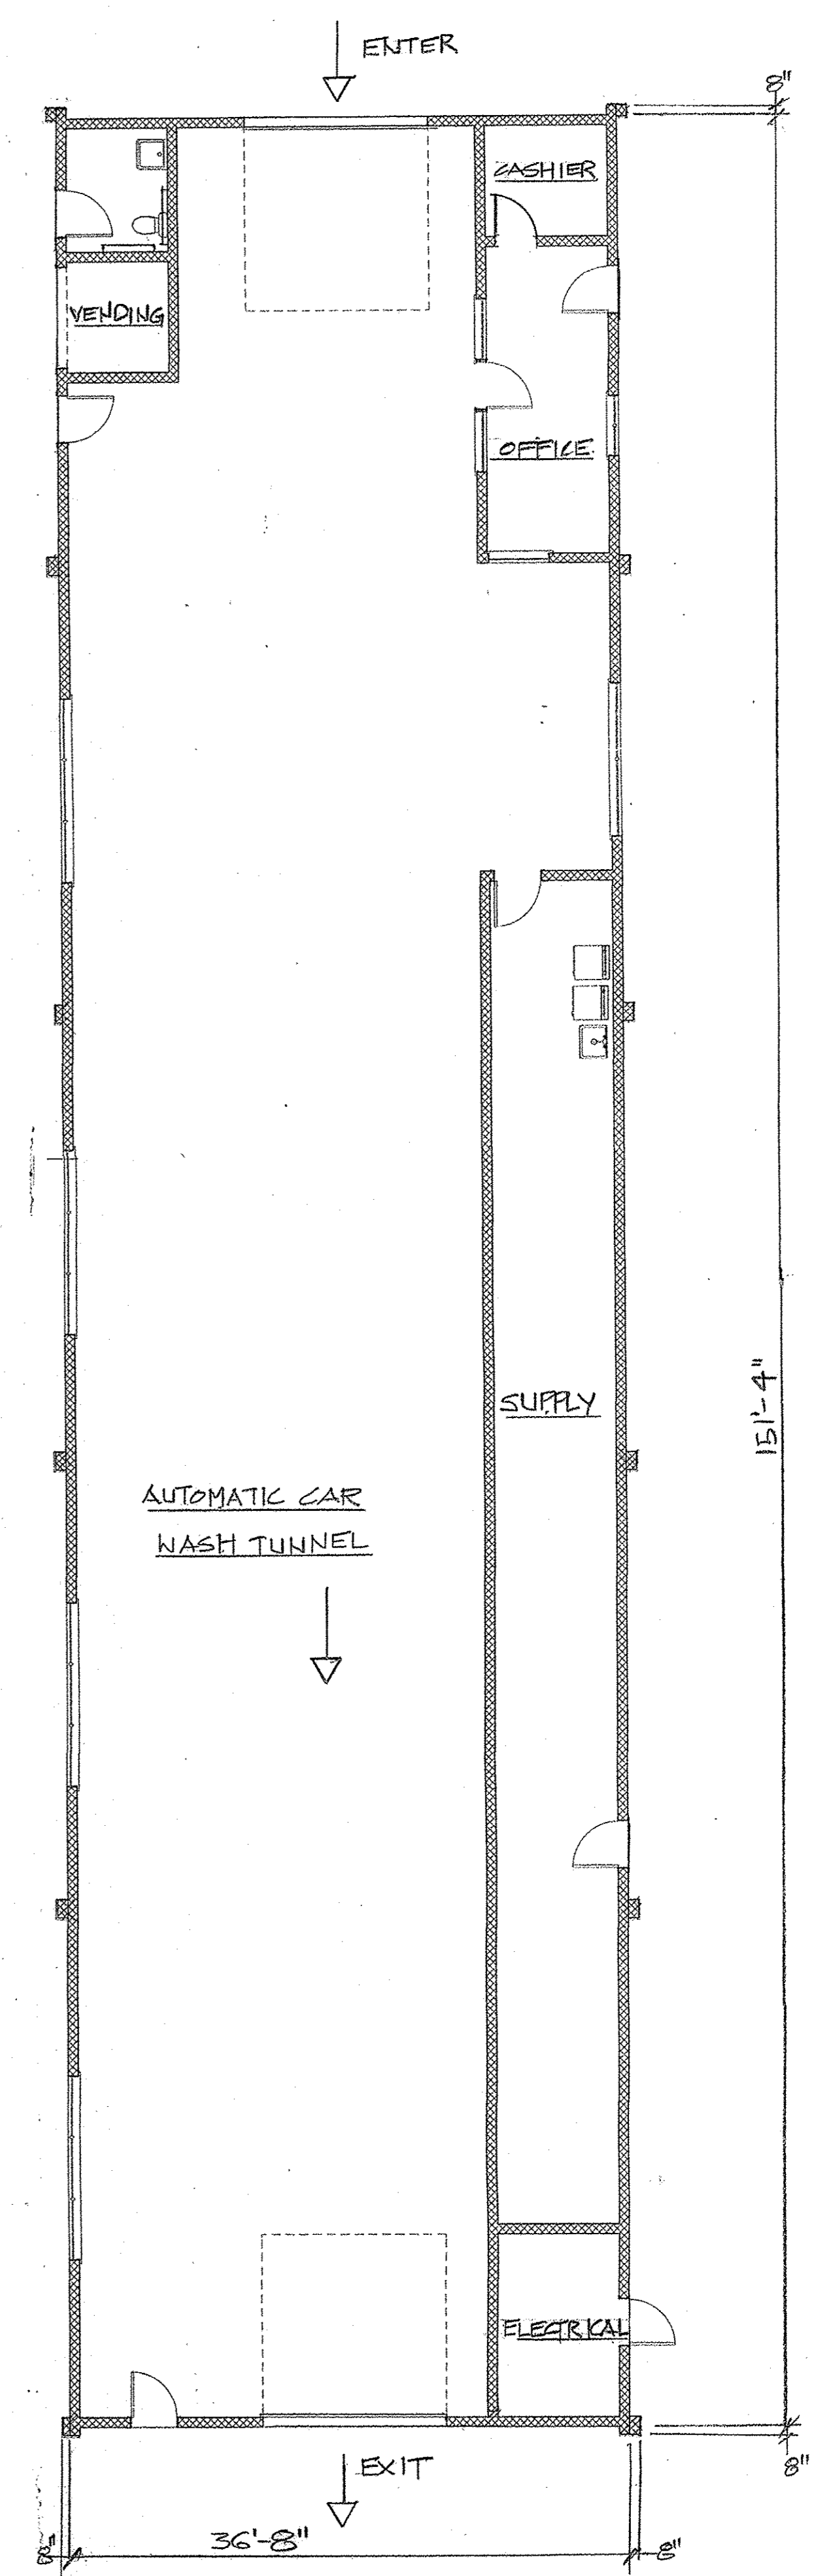 ENTER
8"
CASHIER
VENDING
OFFICE
151'-4"
SUPPLY
AUTOMATIC CAR
WASH TUNNEL
ELECTRICAL
EXIT
8"
8"
36'-8"
8"